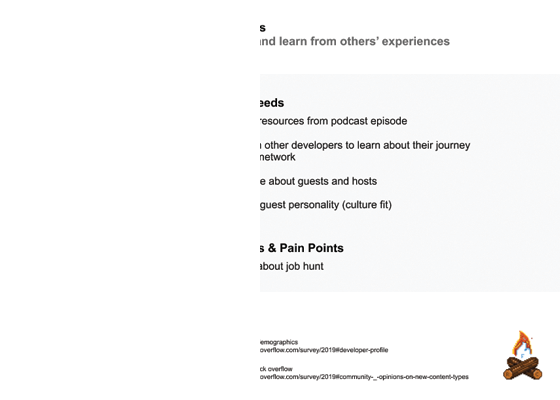 s
nd learn from others' experiences
eeds
resources from podcast episode
other developers to learn about their journey
network
e about guests and hosts
guest personality (culture fit)
s & Pain Points
about job hunt
emographics
overflow.com/survey/2019#developer-profile
ck overflow
overflow.com/survey/2019#community-_-opinions-on-new-content-types